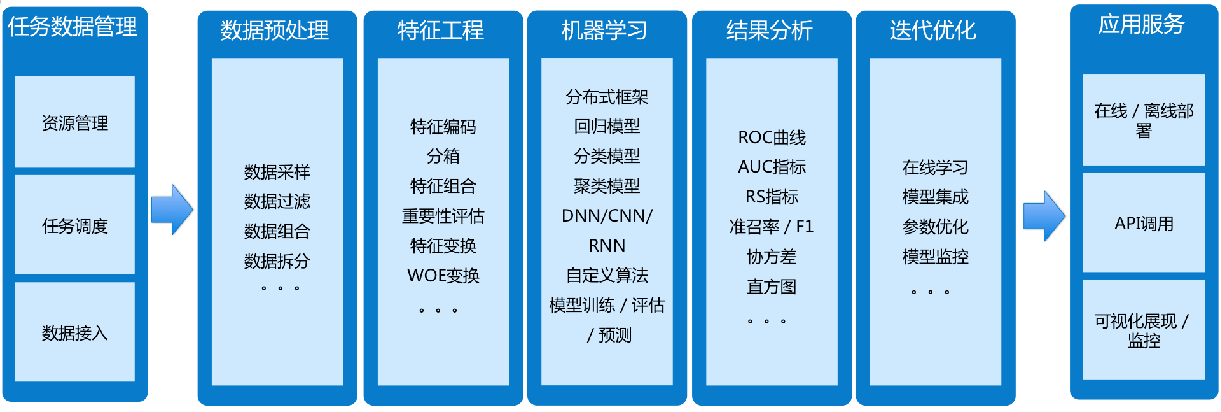 任务数据管理
资源管理
任务调度
数据接入
数据预处理
数据采样
数据过滤
数据组合
数据拆分
。。。
特征工程
特征编码
分箱
特征组合
重要性评估
特征变换
WOE变换
。。。
机器学习
分布式框架
回归模型
分类模型
聚类模型
DNN/CNN/
RNN
自定义算法
模型训练 / 评估
/ 预测
结果分析
ROC曲线
AUC指标
RS指标
准召率 / F1
协方差
直方图
。。。
迭代优化
在线学习
模型集成
参数优化
模型监控
。。。
应用服务
在线 / 离线部
署
API调用
可视化展现 /
监控